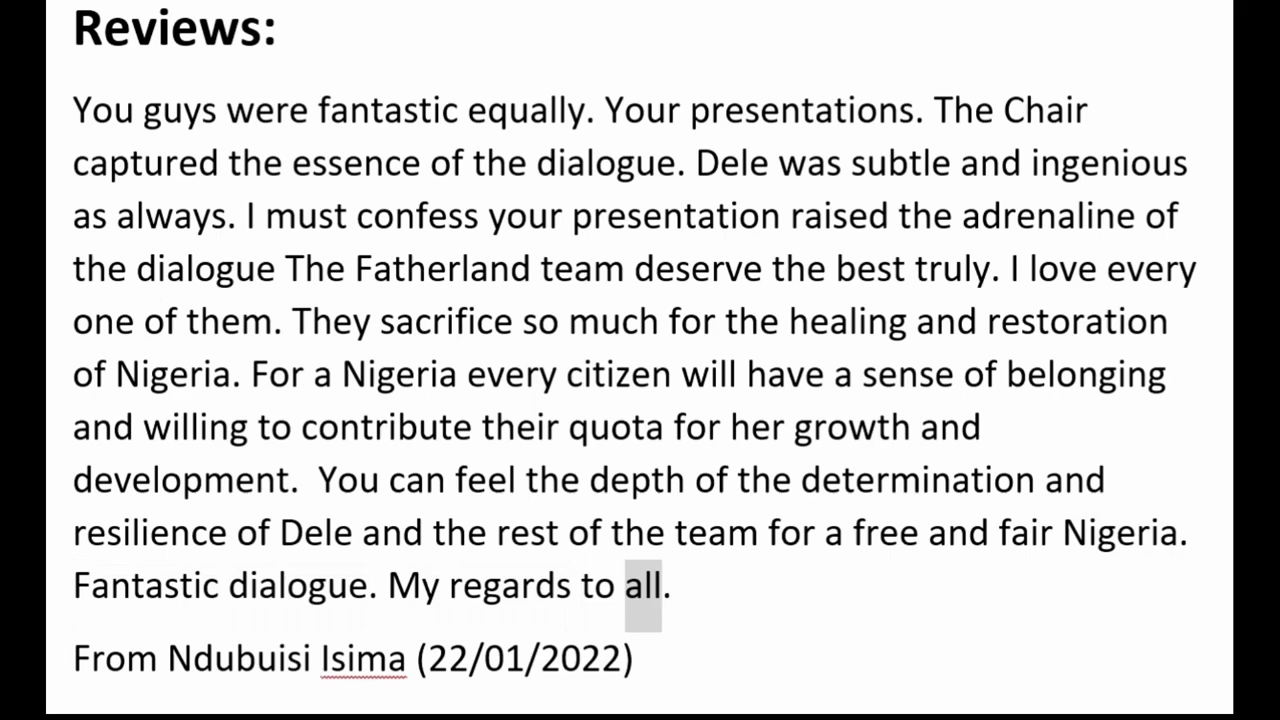 Reviews:
You guys were fantastic equally. Your presentations. The Chair
captured the essence of the dialogue. Dele was subtle and ingenious
as always. I must confess your presentation raised the adrenaline of
the dialogue The Fatherland team deserve the best truly. I love every
one of them. They sacrifice so much for the healing and restoration
of Nigeria. For a Nigeria every citizen will have a sense of belonging
and willing to contribute their quota for her growth and
development.  You can feel the depth of the determination and
resilience of Dele and the rest of the team for a free and fair Nigeria.
Fantastic dialogue. My regards to all.
From Ndubuisi Isima (22/01/2022)